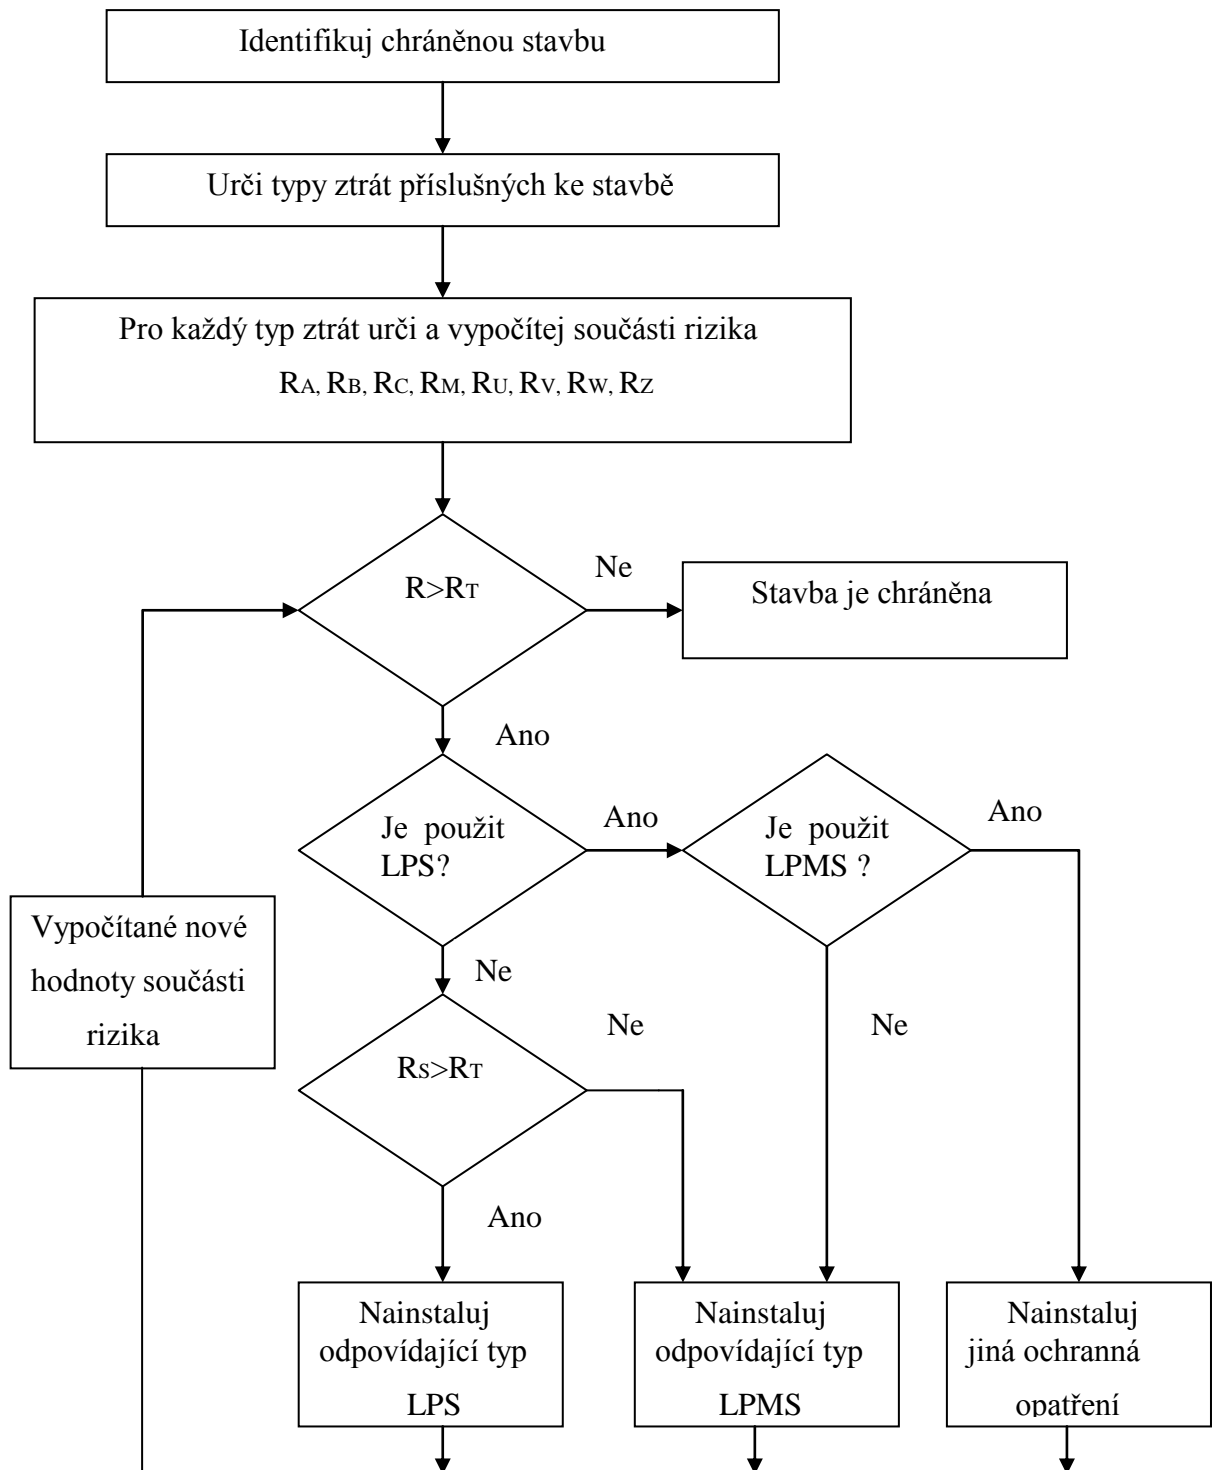 Identifikuj chráněnou stavbu
Urči typy ztrát příslušných ke stavbě
Pro každý typ ztrát urči a vypočítej součásti rizika
RA, RB, RC, RM, RU, RV, RW, RZ
R>RT
Ne
Stavba je chráněna
Ano
Je použit
LPS?
Ano
Je použit
LPMS ?
Ano
Vypočítané nové
hodnoty součásti
rizika
Ne
Rs>RT
Ne
Ne
Ano
Nainstaluj
odpovídající typ
LPS
Nainstaluj
odpovídající typ
LPMS
Nainstaluj
jiná ochranná
opatření